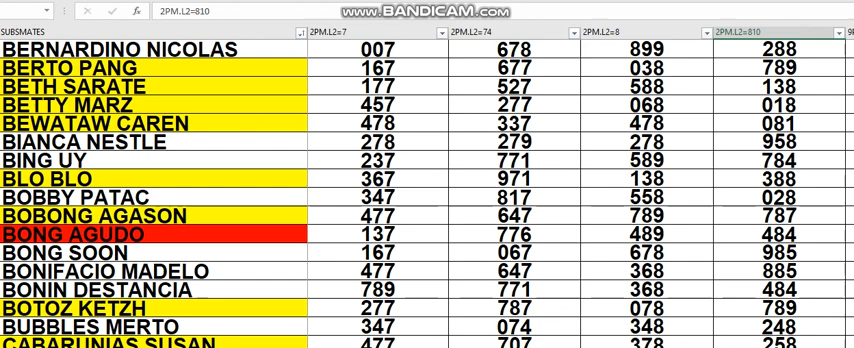 2PM.L2=810
www.BANDICAM.com
SUBSMATES 2PM.L2=7 2PM.L2=74 2PM.L2=8 2PM.L2=810
BERNARDINO NICOLAS 007 678 899 288
BERTO PANG 167 677 038 789
BETH SARATE 177 527 588 138
BETTY MARZ 457 277 068 018
BEWATAW CAREN 478 337 478 081
BIANCA NESTLE 278 279 278 958
BING UY 237 771 589 784
BLO BLO 367 971 138 388
BOBBY PATAC 347 817 558 028
BOBONG AGASON 477 647 789 787
BONG AGUDO 137 776 489 484
BONG SOON 167 067 678 985
BONIFACIO MADELO 477 647 368 885
BONIN DESTANCIA 789 771 368 484
BOTOZ KETZH 277 787 078 789
BUBBLES MERTO 347 074 348 248
CABARUNIAS SUSAN 477 707 378 258